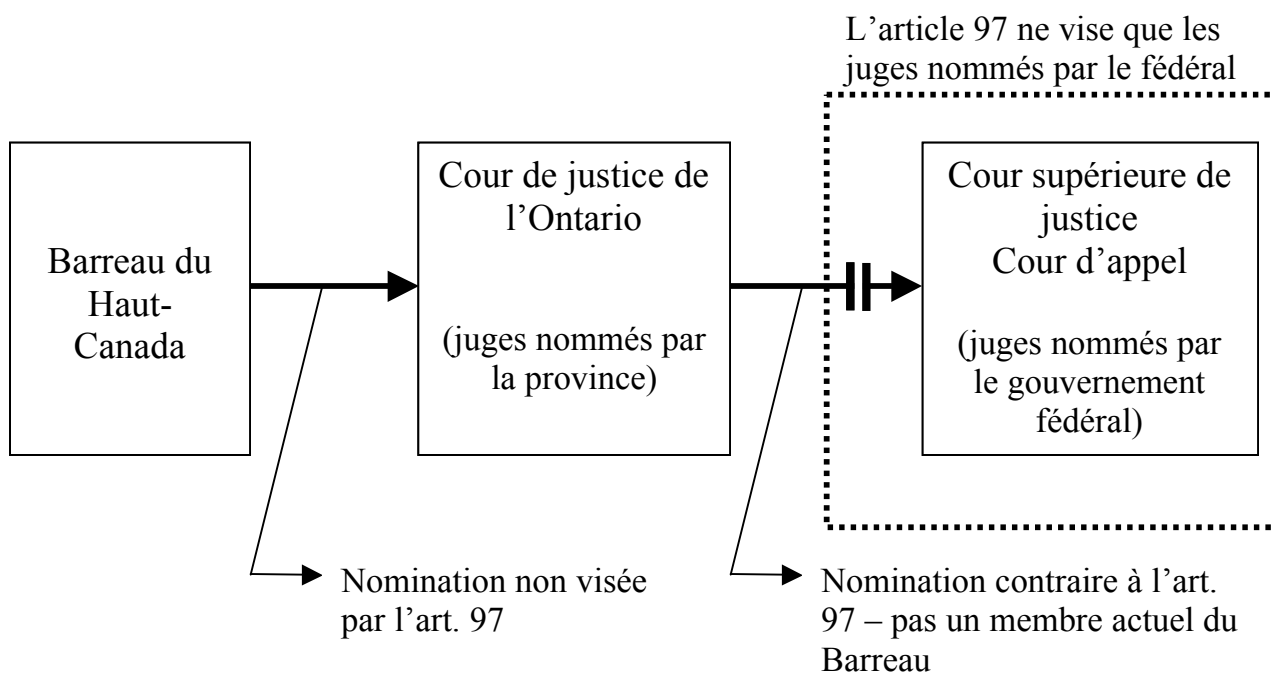 L’article 97 ne vise que les
juges nommés par le fédéral
Barreau du
Haut-
Canada
Cour de justice de
l’Ontario
(juges nommés par
la province)
Cour supérieure de
justice
Cour d’appel
(juges nommés par
le gouvernement
fédéral)
Nomination non visée
par l’art. 97
Nomination contraire à l’art.
97 – pas un membre actuel du
Barreau